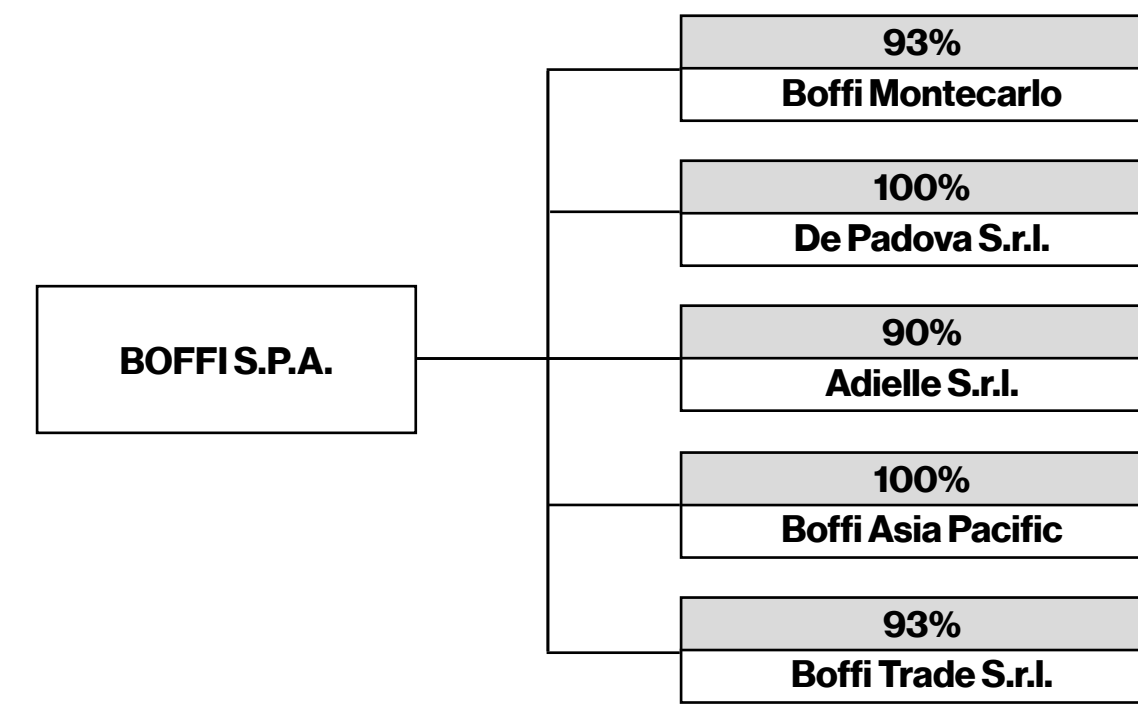 93%
Boffi Montecarlo
100%
De Padova S.r.l.
BOFFI S.P.A.
90%
Adielle S.r.l.
100%
Boffi Asia Pacific
93%
Boffi Trade S.r.l.